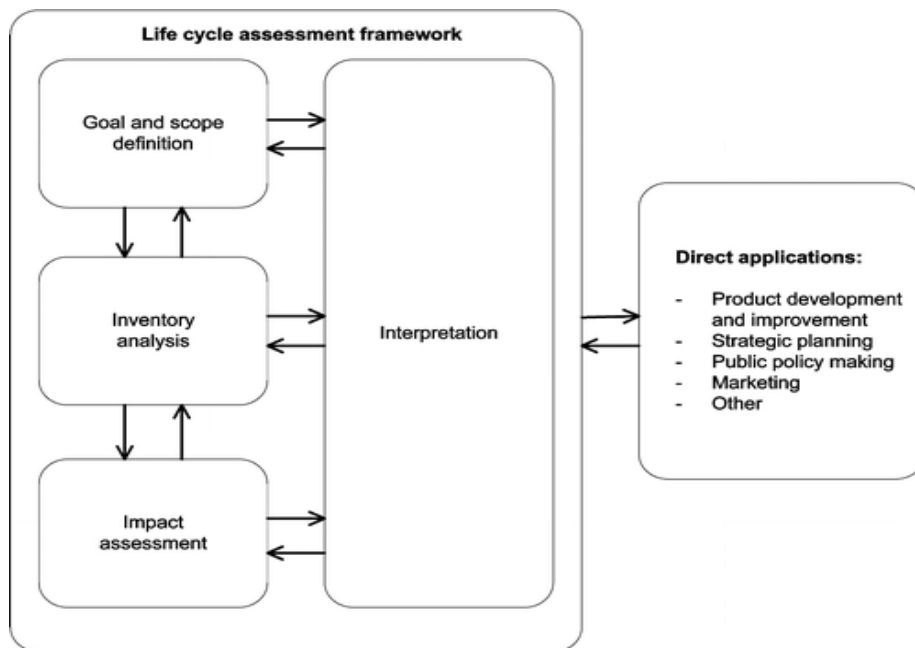 Life cycle assessment framework
Goal and scope
definition
Inventory
analysis
Impact
assessment
Interpretation
Direct applications:
- Product development
and improvement
- Strategic planning
- Public policy making
- Marketing
- Other